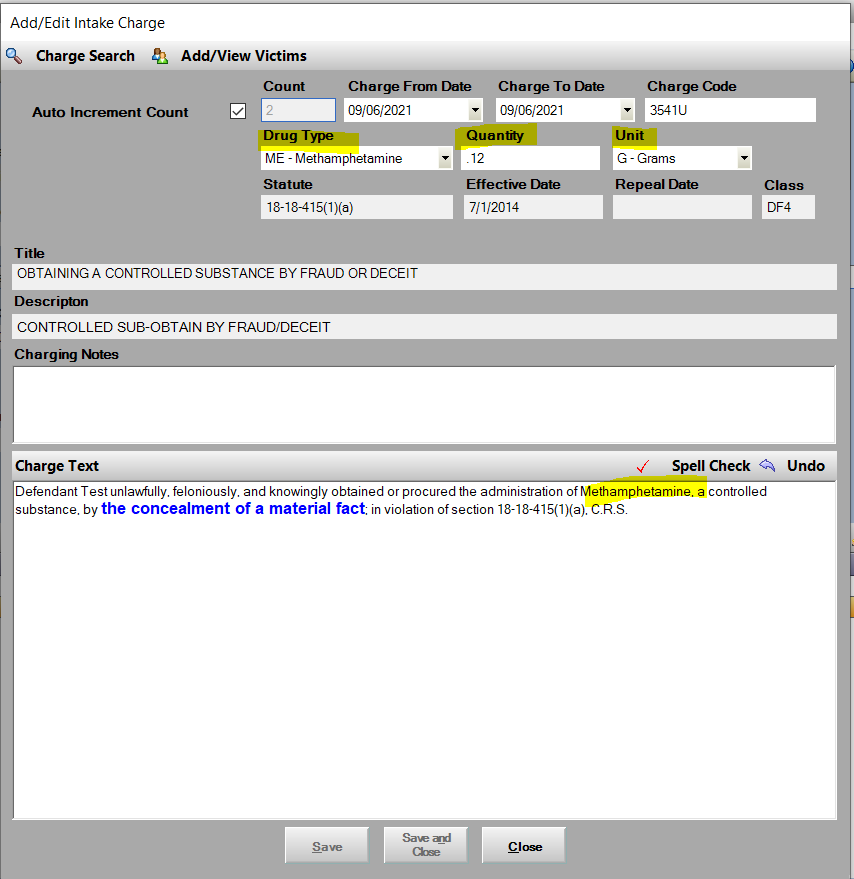 Add/Edit Intake Charge
Charge Search Add/View Victims
Count Charge From Date Charge To Date Charge Code
Auto Increment Count 2 09/06/2021 09/06/2021 3541U
Drug Type Quantity Unit
ME - Methamphetamine .12 G - Grams
Statute Effective Date Repeal Date Class
18-18-415(1)(a) 7/1/2014 DF4
Title
OBTAINING A CONTROLLED SUBSTANCE BY FRAUD OR DECEIT
Descripton
CONTROLLED SUB-OBTAIN BY FRAUD/DECEIT
Charging Notes
Charge Text Spell Check Undo
Defendant Test unlawfully, feloniously, and knowingly obtained or procured the administration of Methamphetamine, a controlled
substance, by the concealment of a material fact; in violation of section 18-18-415(1)(a), C.R.S.
Save Save and Close Close